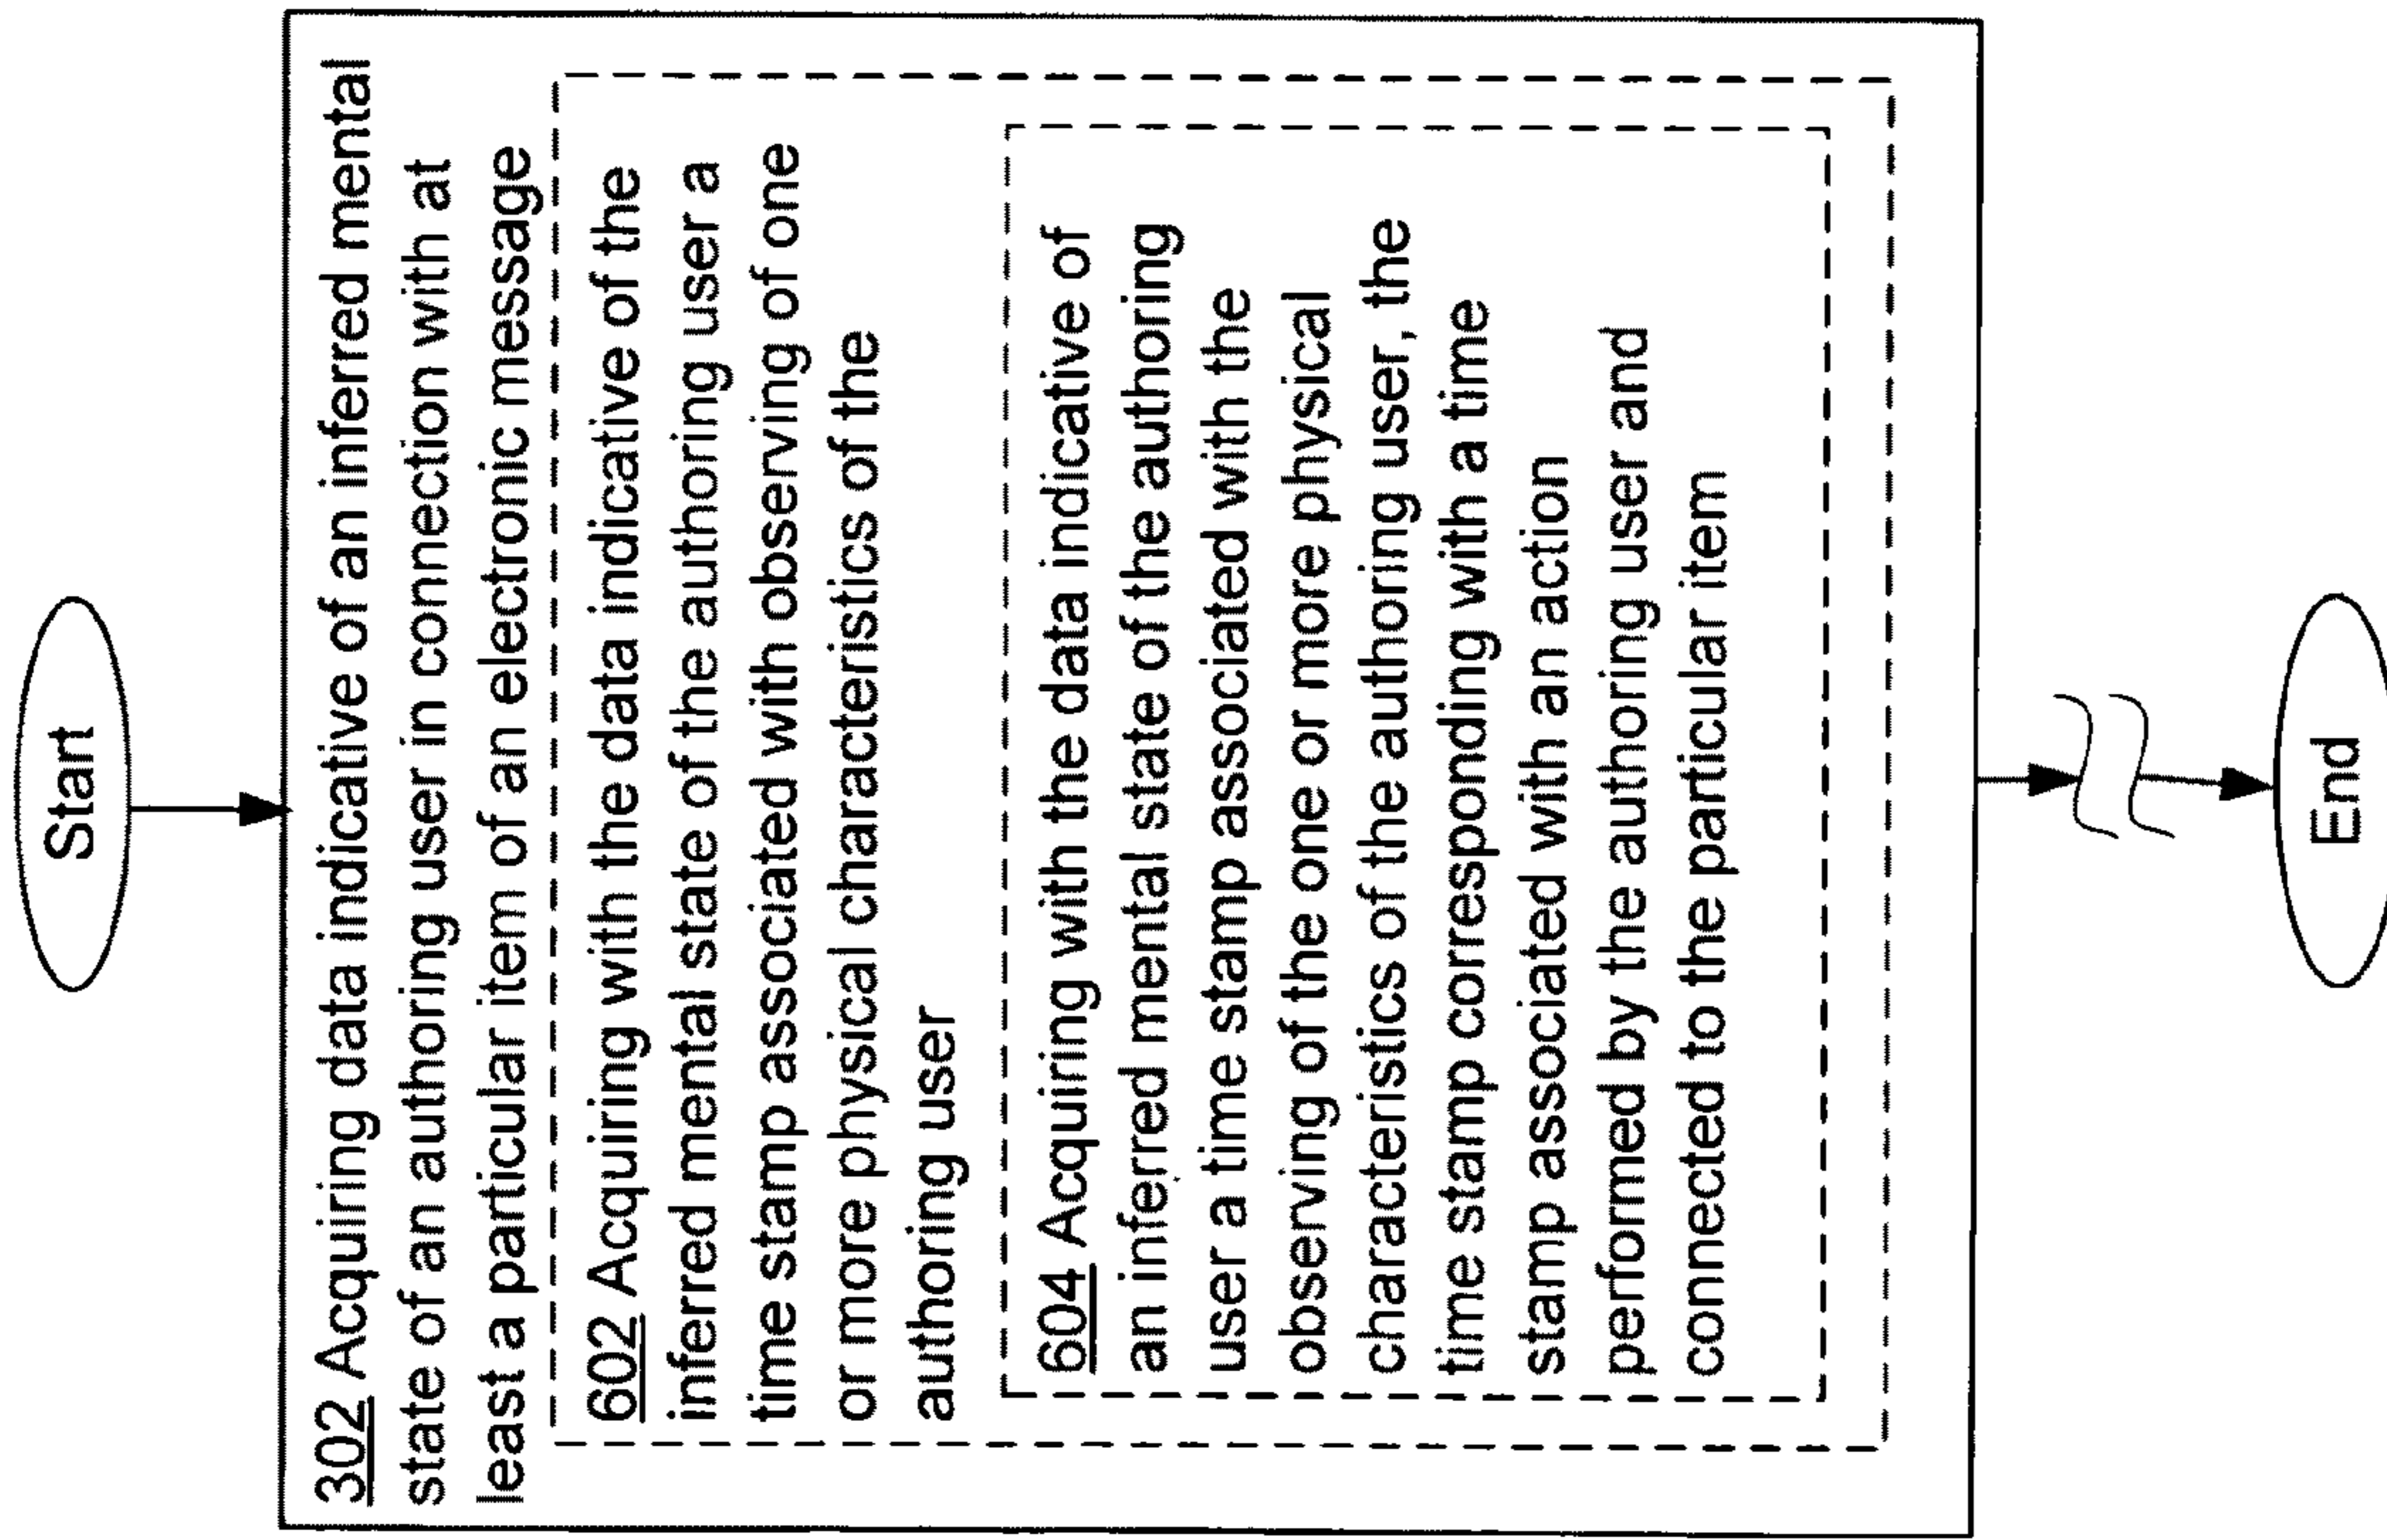 Start
302 Acquiring data indicative of an inferred mental
state of an authoring user in connection with at
least a particular item of an electronic message
602 Acquiring with the data indicative of the
inferred mental state of the authoring user a
time stamp associated with observing of one
or more physical characteristics of the
authoring user
604 Acquiring with the data indicative of
an inferred mental state of the authoring
user a time stamp associated with the
observing of the one or more physical
characteristics of the authoring user, the
time stamp corresponding with a time
stamp associated with an action
performed by the authoring user and
connected to the particular item
End